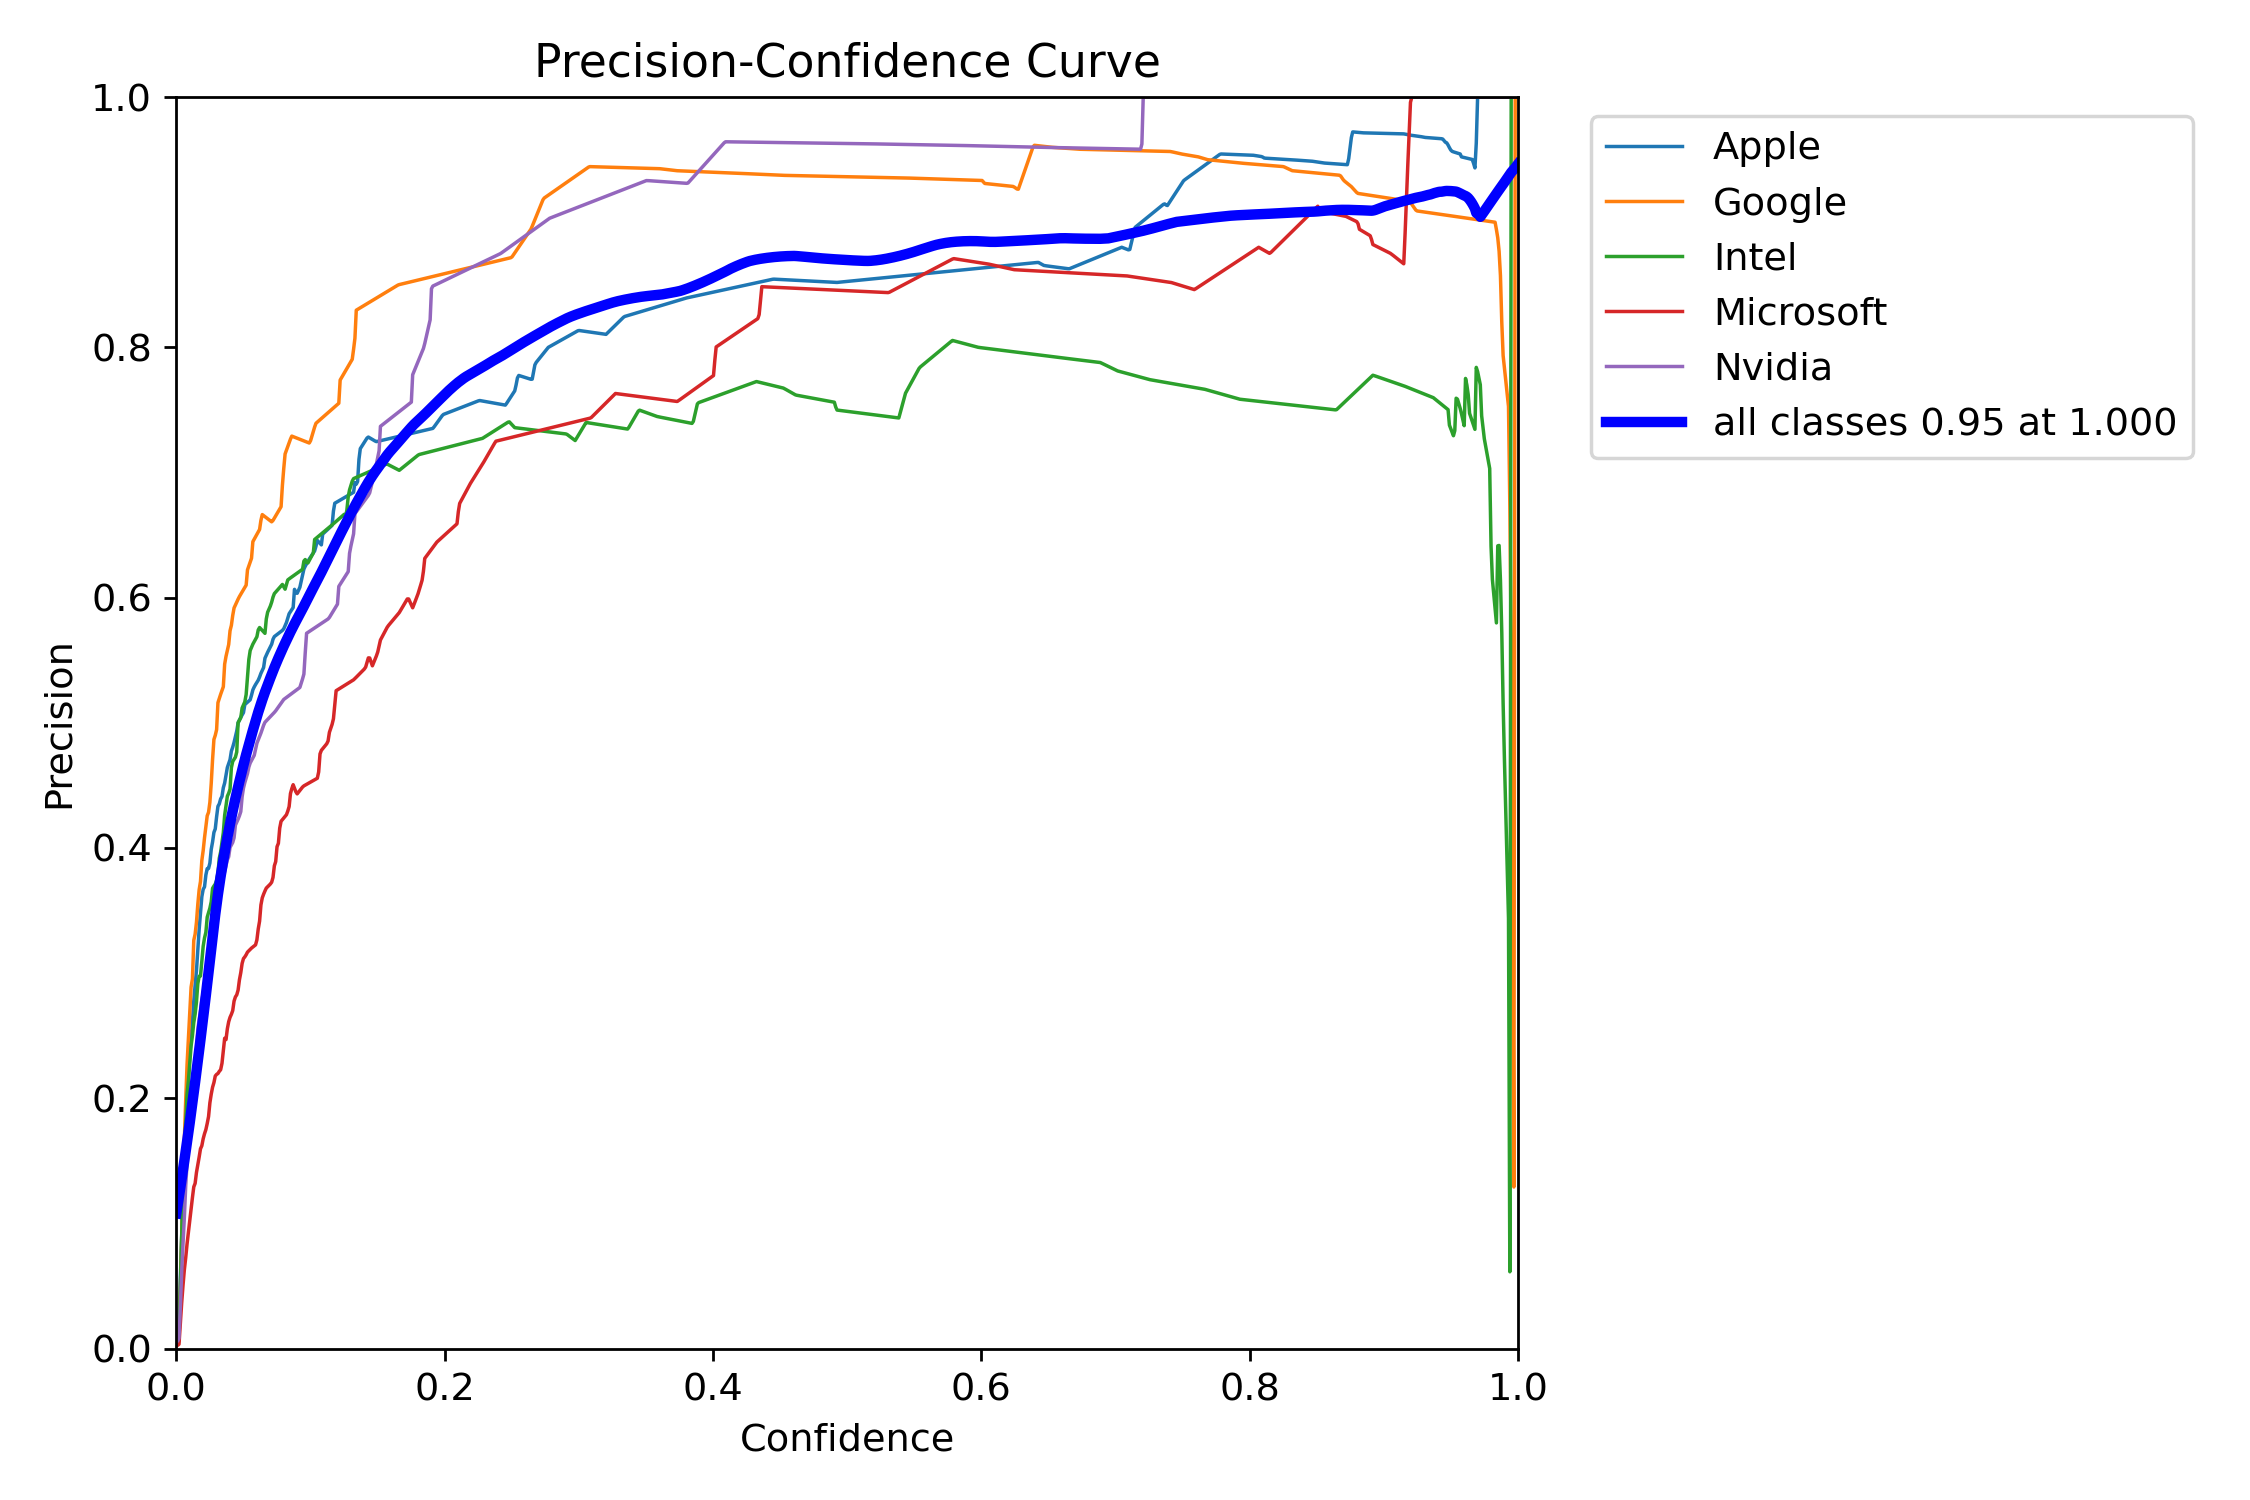 Precision-Confidence Curve
1.0
0.8
0.6
0.4
0.2
0.0
Precision
0.0 0.2 0.4 0.6 0.8 1.0
Confidence
Apple
Google
Intel
Microsoft
Nvidia
all classes 0.95 at 1.000